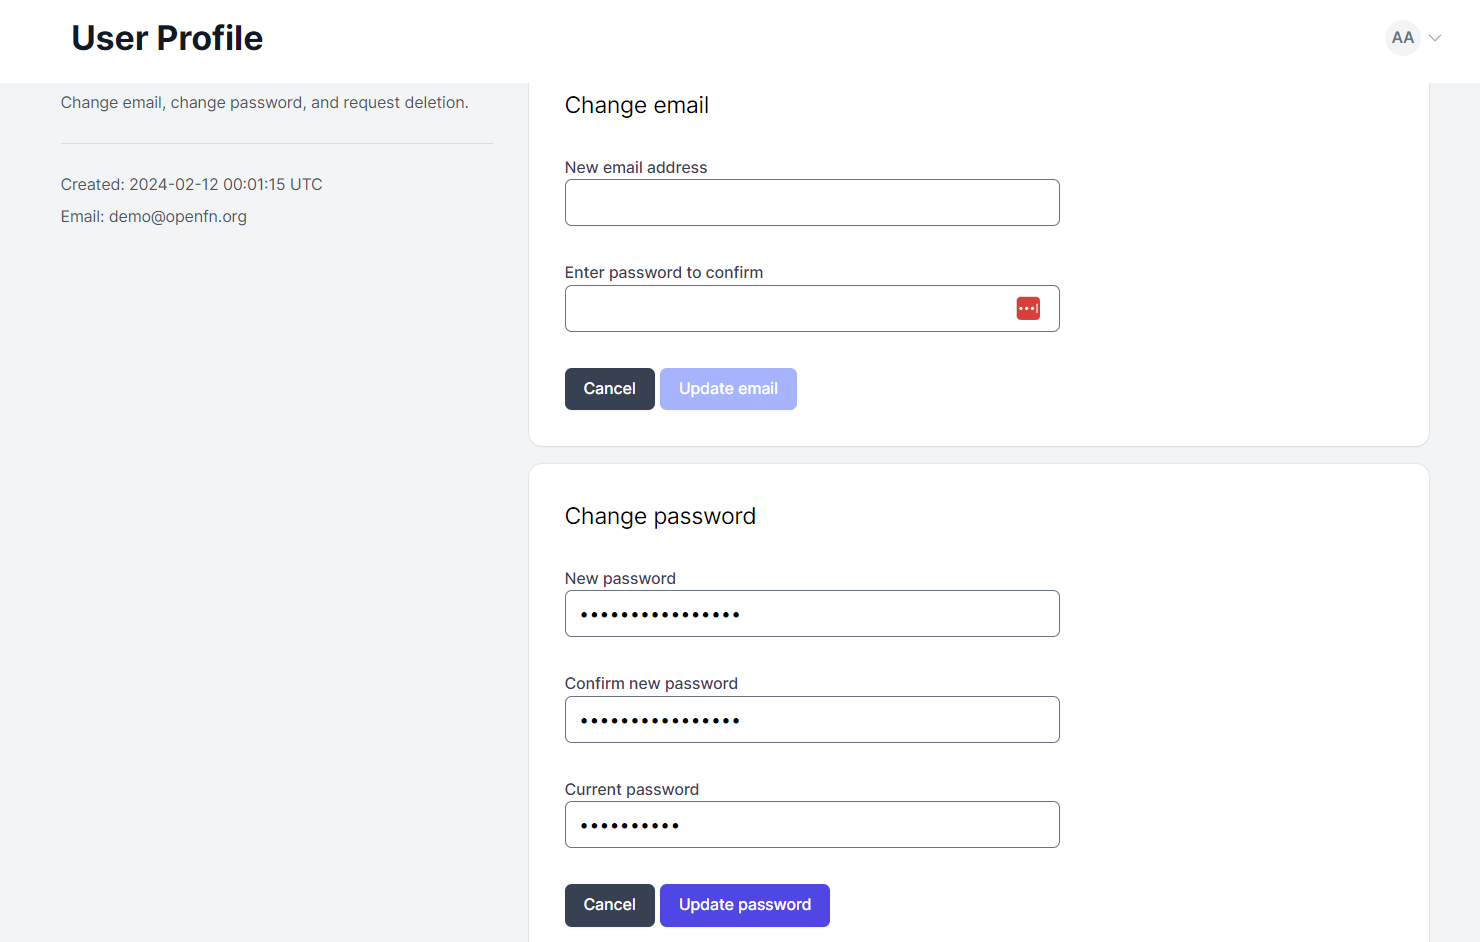 User Profile
AA
Change email, change password, and request deletion.
Created: 2024-02-12 00:01:15 UTC
Email: demo@openfn.org
Change email
New email address
Enter password to confirm
Cancel
Update email
Change password
New password
••••••••••••••••
Confirm new password
••••••••••••••••
Current password
••••••••••
Cancel
Update password